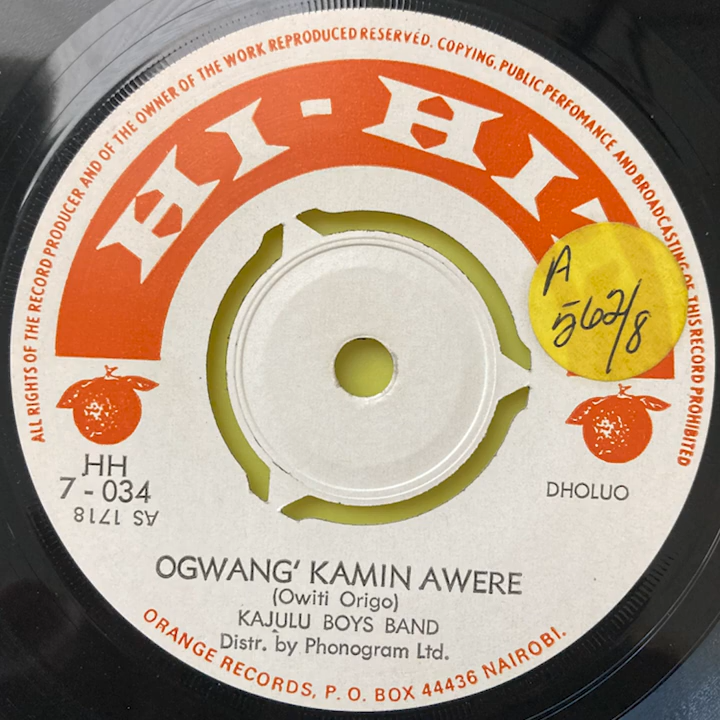 ALL RIGHTS OF THE RECORD PRODUCER AND OF THE OWNER OF THE WORK REPRODUCED RESERVED. COPYING, PUBLIC PERFOMANCE AND BROADCASTING OF THIS RECORD PROHIBITED
HI-HIT
A
562/8
HH
7-034
AS 1718
DHOLUO
OGWANG' KAMIN AWERE
(Owiti Origo)
KAJULU BOYS BAND
Distr. by Phonogram Ltd.
ORANGE RECORDS, P. O. BOX 44436 NAIROBI.